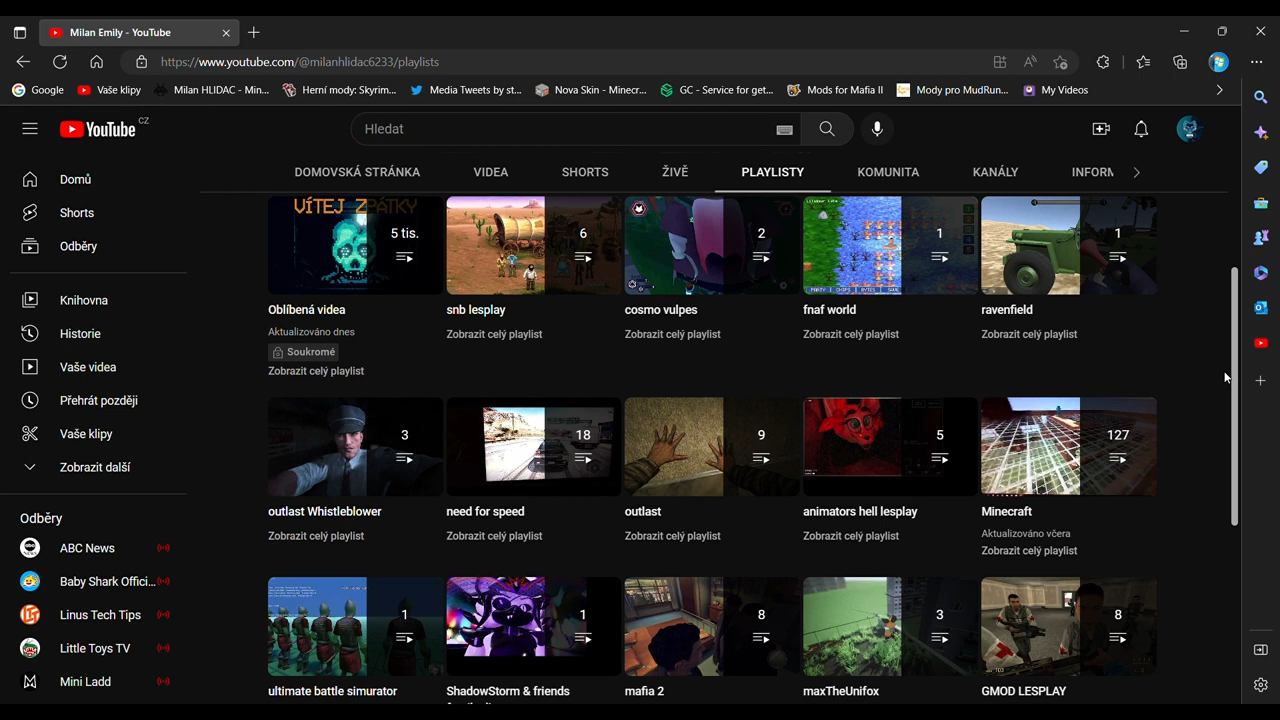 Milan Emily - YouTube
https://www.youtube.com/@milanhlidac6233/playlists
Google
Vaše klipy
Milan HLIDAC - Min...
Herní mody: Skyrim...
Media Tweets by st...
Nova Skin - Minecr...
GC - Service for get...
Mods for Mafia II
Mody pro MudRun...
My Videos
YouTube CZ
Hledat
DOMOVSKÁ STRÁNKA
VIDEA
SHORTS
ŽIVĚ
PLAYLISTY
KOMUNITA
KANÁLY
INFORM
Domů
Shorts
Odběry
Knihovna
Historie
Vaše videa
Přehrát později
Vaše klipy
Zobrazit další
Odběry
ABC News
Baby Shark Offici...
Linus Tech Tips
Little Toys TV
Mini Ladd
VÍTEJ ZPÁTKY
5 tis.
6
2
1
1
Oblíbená videa
snb lesplay
cosmo vulpes
fnaf world
ravenfield
Aktualizováno dnes
Zobrazit celý playlist
Zobrazit celý playlist
Zobrazit celý playlist
Zobrazit celý playlist
Soukromé
Zobrazit celý playlist
3
18
9
5
127
outlast Whistleblower
need for speed
outlast
animators hell lesplay
Minecraft
Zobrazit celý playlist
Zobrazit celý playlist
Zobrazit celý playlist
Zobrazit celý playlist
Aktualizováno včera
Zobrazit celý playlist
1
1
8
3
8
ultimate battle simurator
ShadowStorm & friends
mafia 2
maxTheUnifox
GMOD LESPLAY